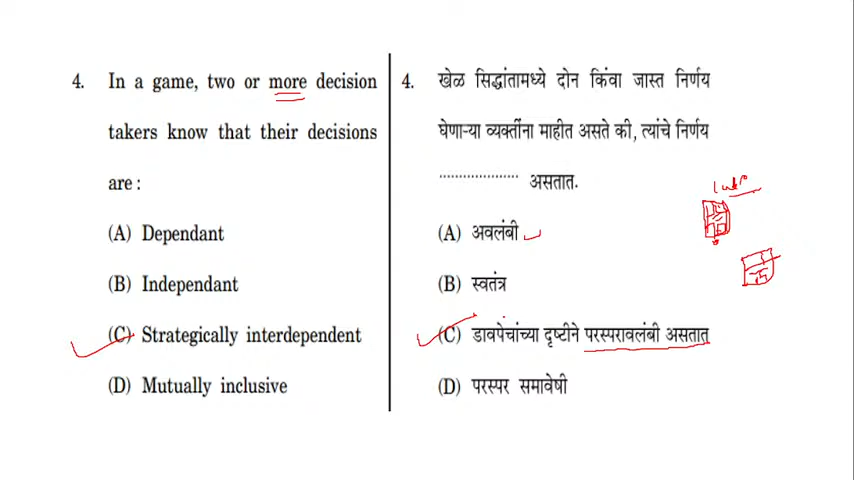 4. In a game, two or more decision
takers know that their decisions
are :
(A) Dependant
(B) Independant
(C) Strategically interdependent
(D) Mutually inclusive
4. खेळ सिद्धांतामध्ये दोन किंवा जास्त निर्णय
घेणाऱ्या व्यक्तींना माहीत असते की, त्यांचे निर्णय
.................... असतात.
(A) अवलंबी
(B) स्वतंत्र
(C) डावपेचांच्या दृष्टीने परस्परावलंबी असतात
(D) परस्पर समावेषी